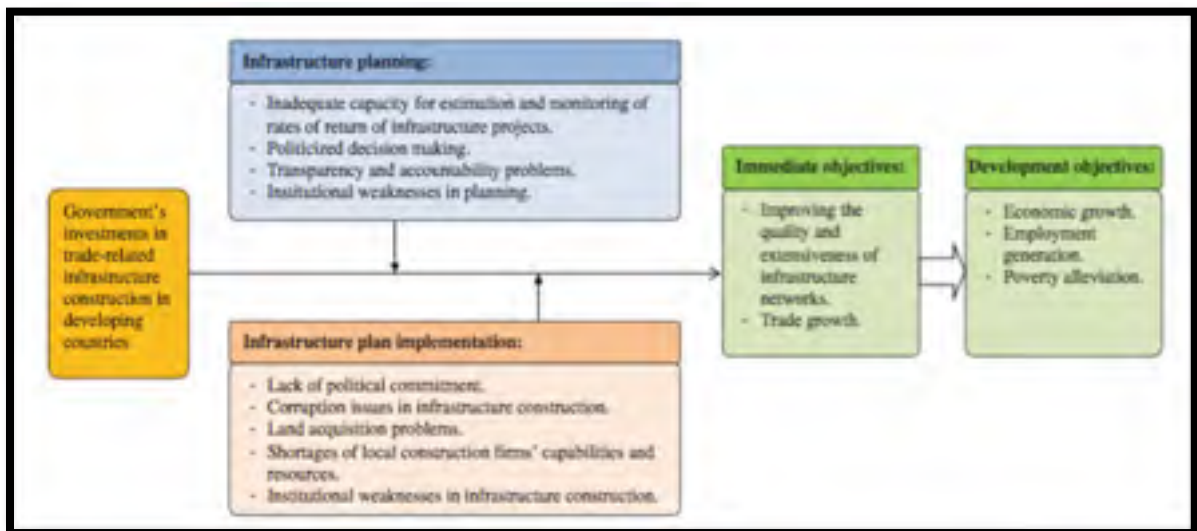 Infrastructure planning:
- Inadequate capacity for estimation and monitoring of
rates of return of infrastructure projects.
- Politicized decision making.
- Transparency and accountability problems.
- Institutional weaknesses in planning.
Government's
investments in
trade-related
infrastructure
construction in
developing
countries
Infrastructure plan implementation:
- Lack of political commitment.
- Corruption issues in infrastructure construction.
- Land acquisition problems.
- Shortages of local construction firms' capabilities and
resources.
- Institutional weaknesses in infrastructure construction.
Immediate objectives:
- Improving the
quality and
extensiveness of
infrastructure
networks.
- Trade growth.
Development objectives:
- Economic growth.
- Employment
generation.
- Poverty alleviation.